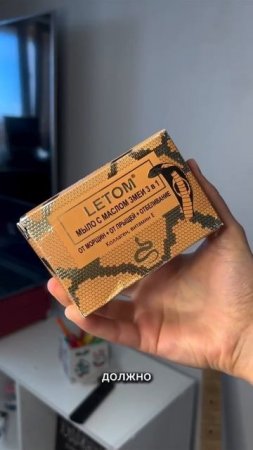 LETOM®
МЫЛО С МАСЛОМ ЗМЕИ 3 в 1
ОТ МОРЩИН • ОТ ПРЫЩЕЙ • ОТБЕЛИВАНИЕ
Коллаген, витамин Е
ДОЛЖНО